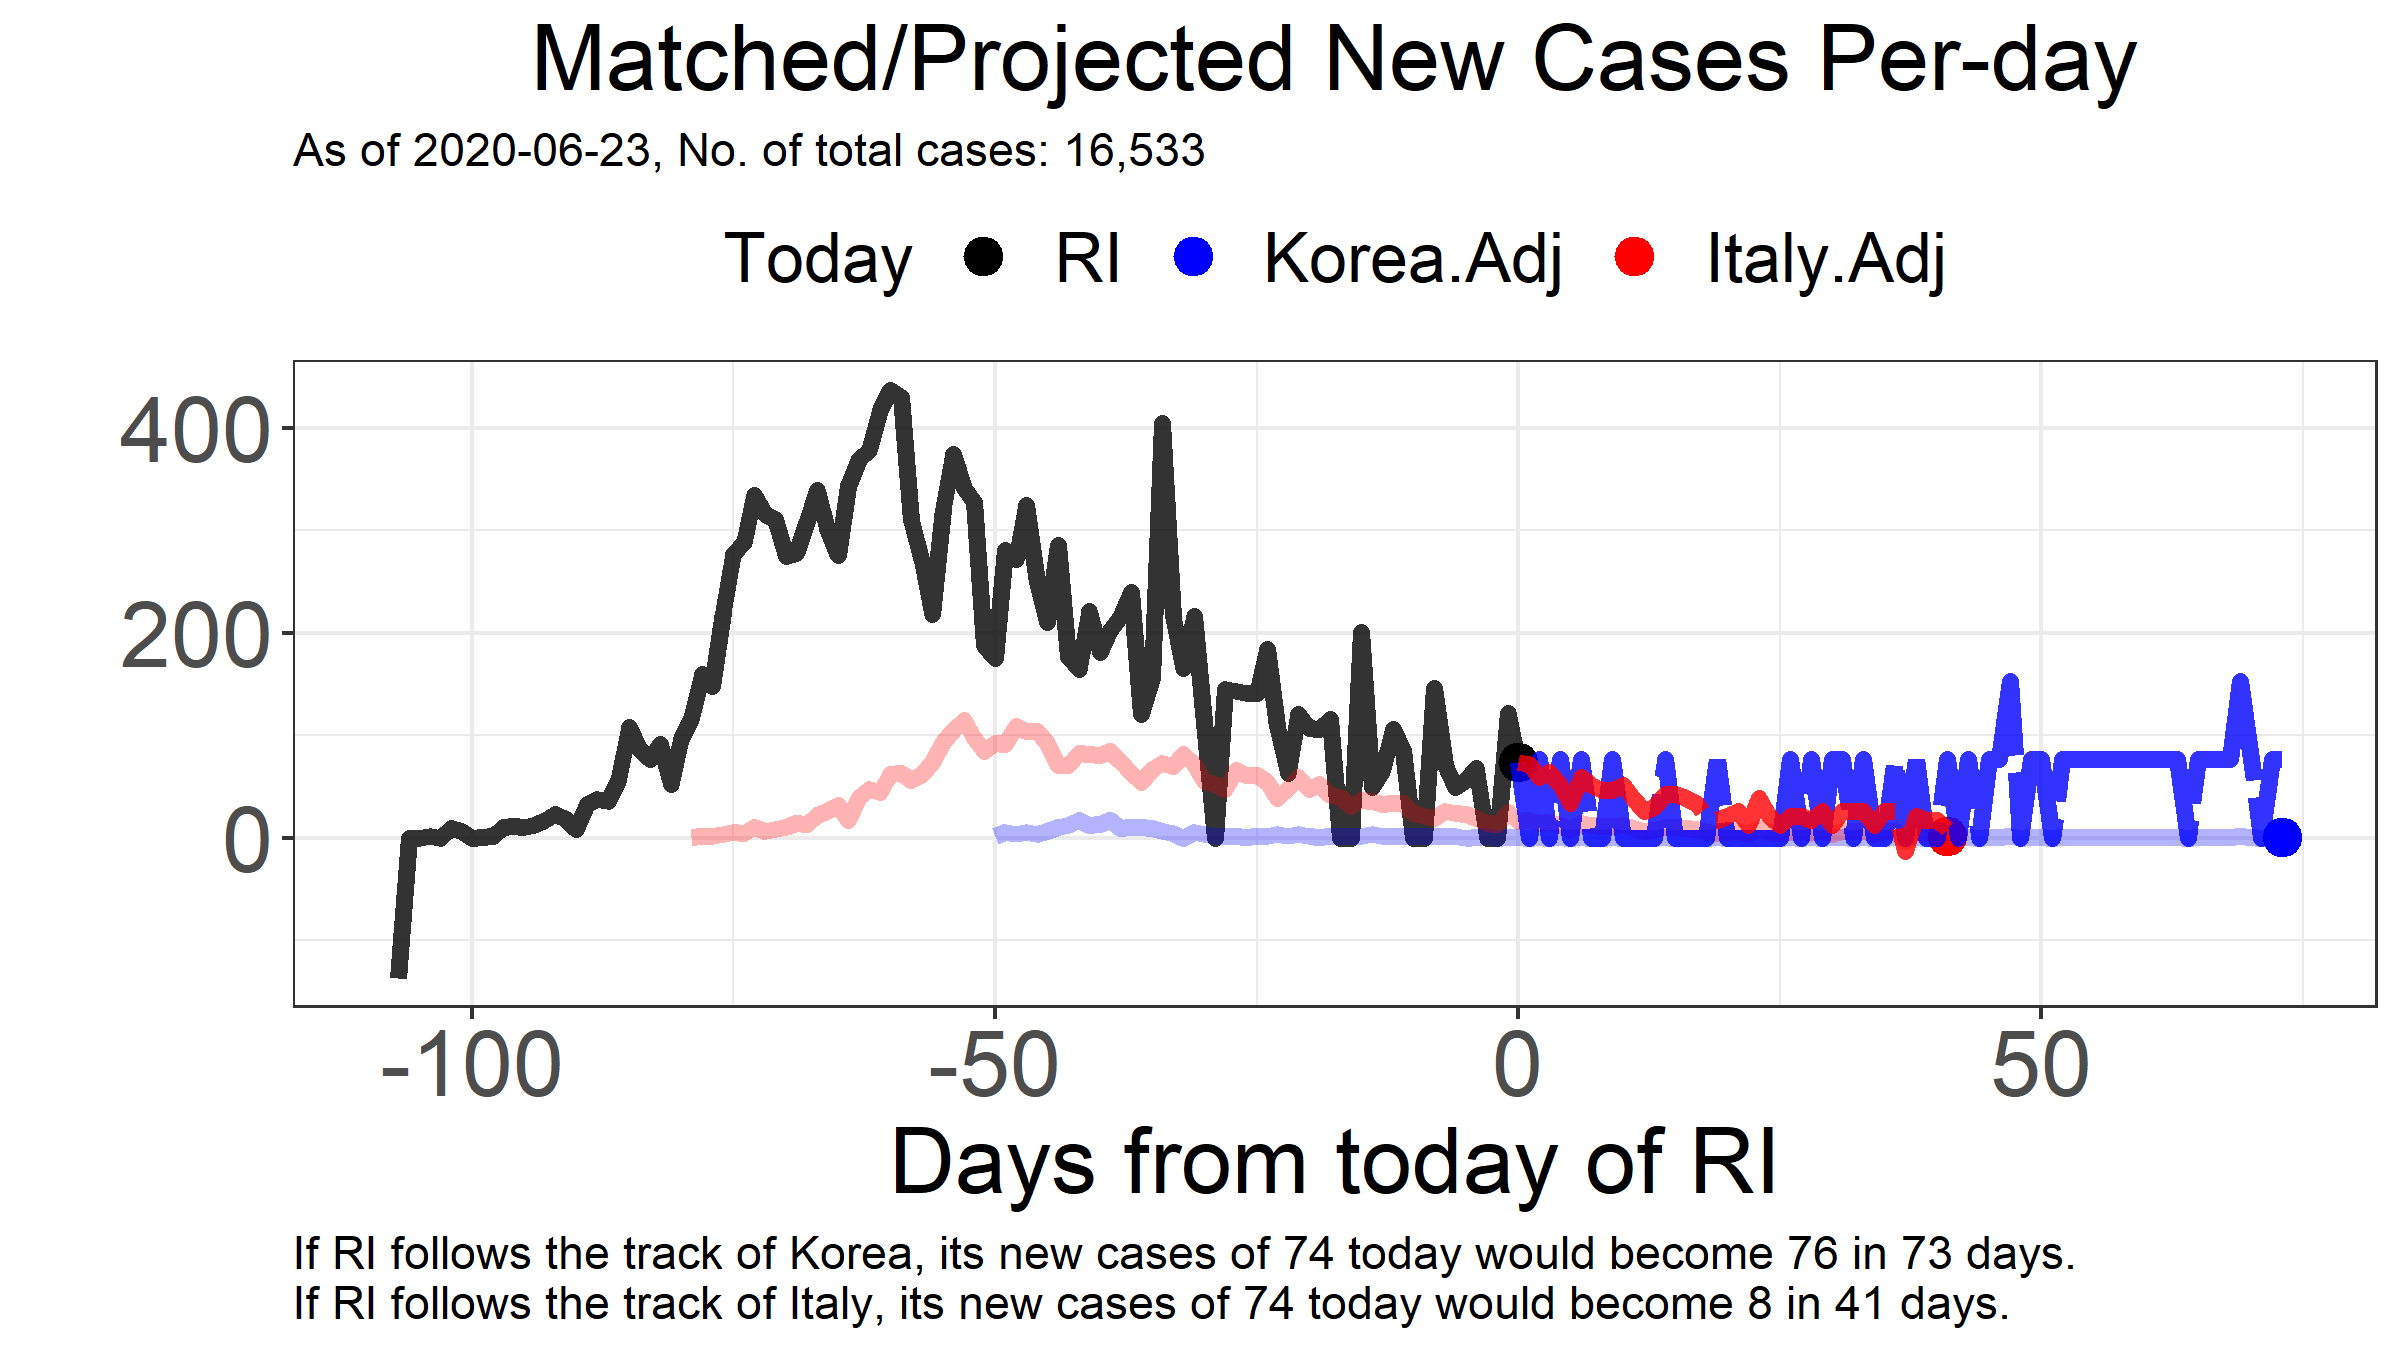 Matched/Projected New Cases Per-day
As of 2020-06-23, No. of total cases: 16,533
Today RI Korea.Adj Italy.Adj
400
200
0
-100 -50 0 50
Days from today of RI
If RI follows the track of Korea, its new cases of 74 today would become 76 in 73 days.
If RI follows the track of Italy, its new cases of 74 today would become 8 in 41 days.